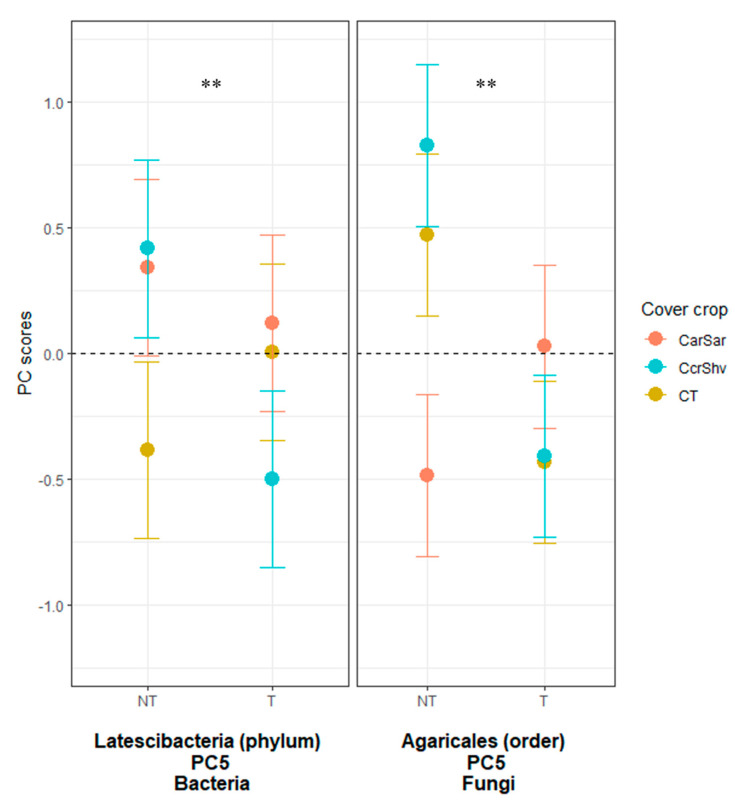 ** **
1.0
0.5
0.0
-0.5
-1.0
PC scores
NT T NT T
Latescibacteria (phylum)
PC5
Bacteria
Agaricales (order)
PC5
Fungi
Cover crop
CarSar
CcrShv
CT